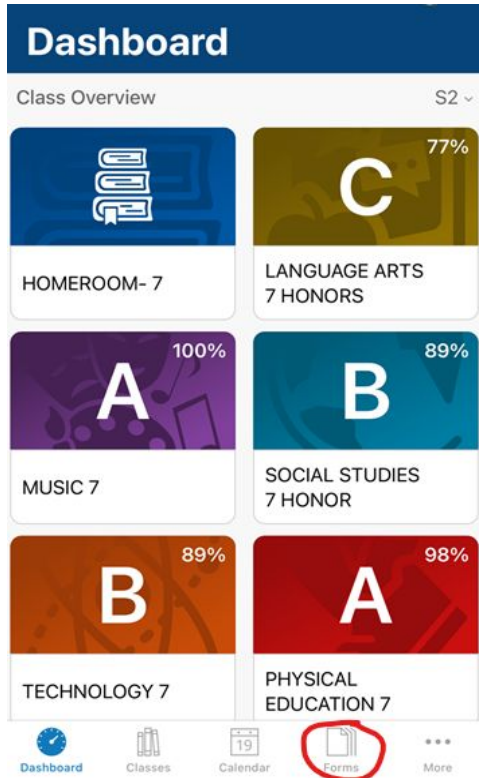 Dashboard
Class Overview
S2
HOMEROOM- 7
77%
C
LANGUAGE ARTS
7 HONORS
100%
A
MUSIC 7
89%
B
SOCIAL STUDIES
7 HONOR
89%
B
TECHNOLOGY 7
98%
A
PHYSICAL
EDUCATION 7
Dashboard
Classes
19
Calendar
Forms
More